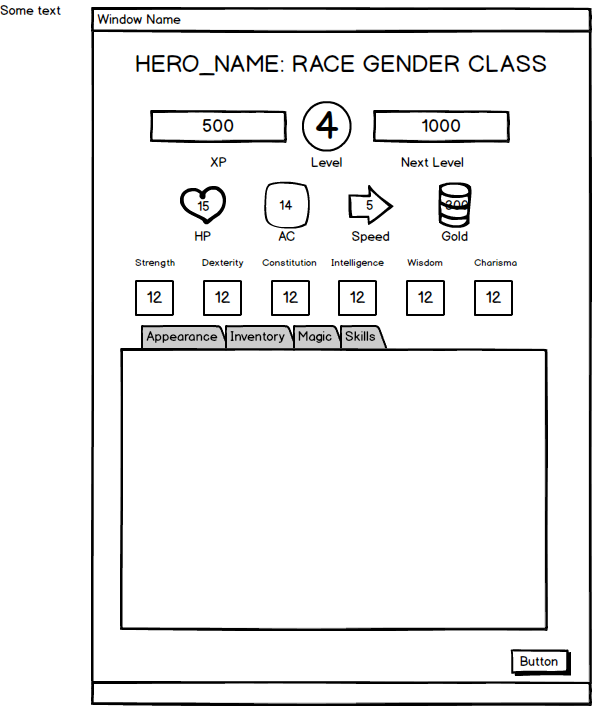 Some text
Window Name
HERO_NAME: RACE GENDER CLASS
500 4 1000
XP Level Next Level
15 14 5 300
HP AC Speed Gold
Strength Dexterity Constitution Intelligence Wisdom Charisma
12 12 12 12 12 12
Appearance Inventory Magic Skills
Button